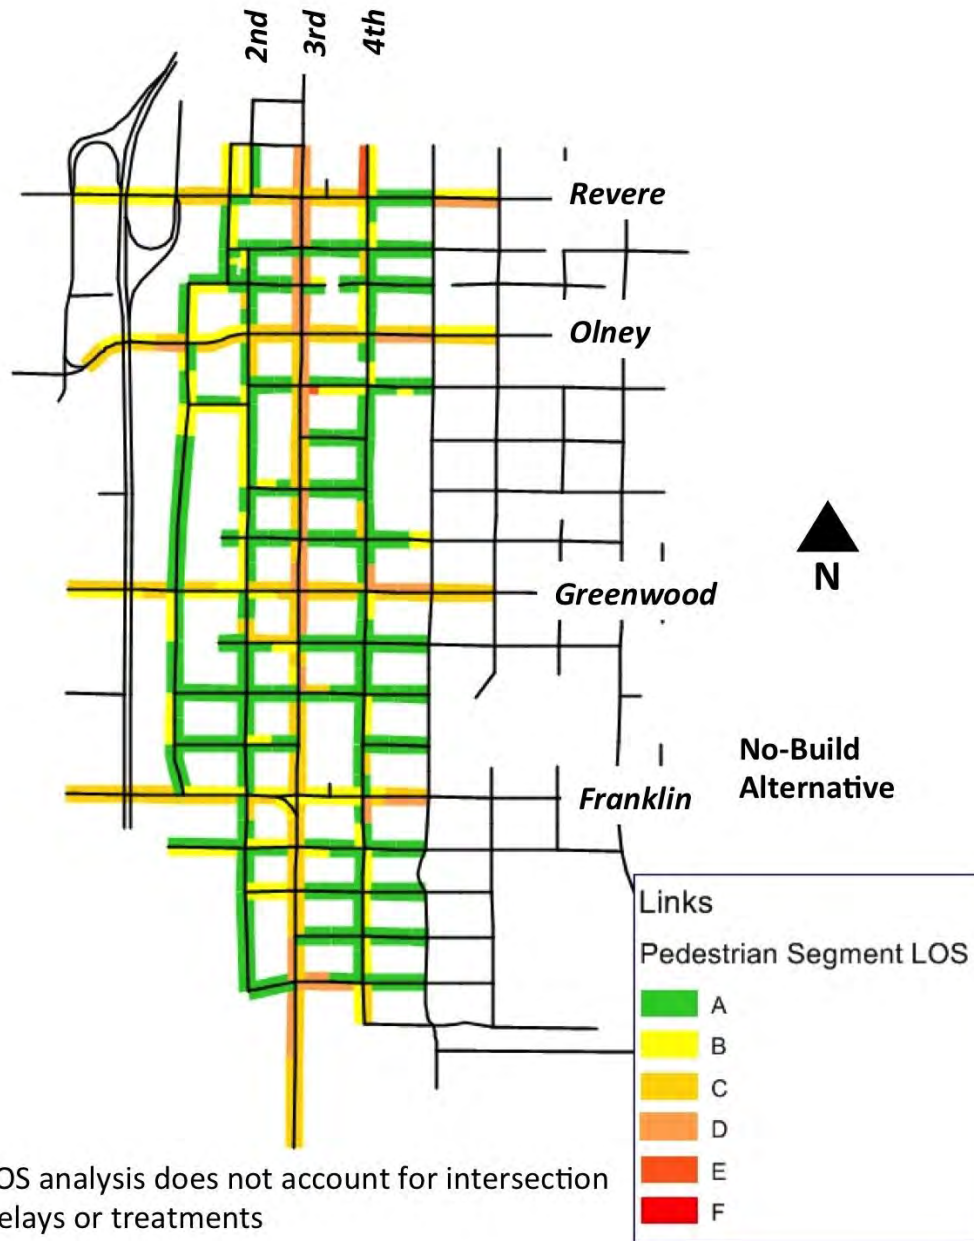 2nd
3rd
4th
Revere
Olney
N
Greenwood
No-Build
Alternative
Franklin
Links
Pedestrian Segment LOS
A
B
C
D
E
F
OS analysis does not account for intersection
elays or treatments